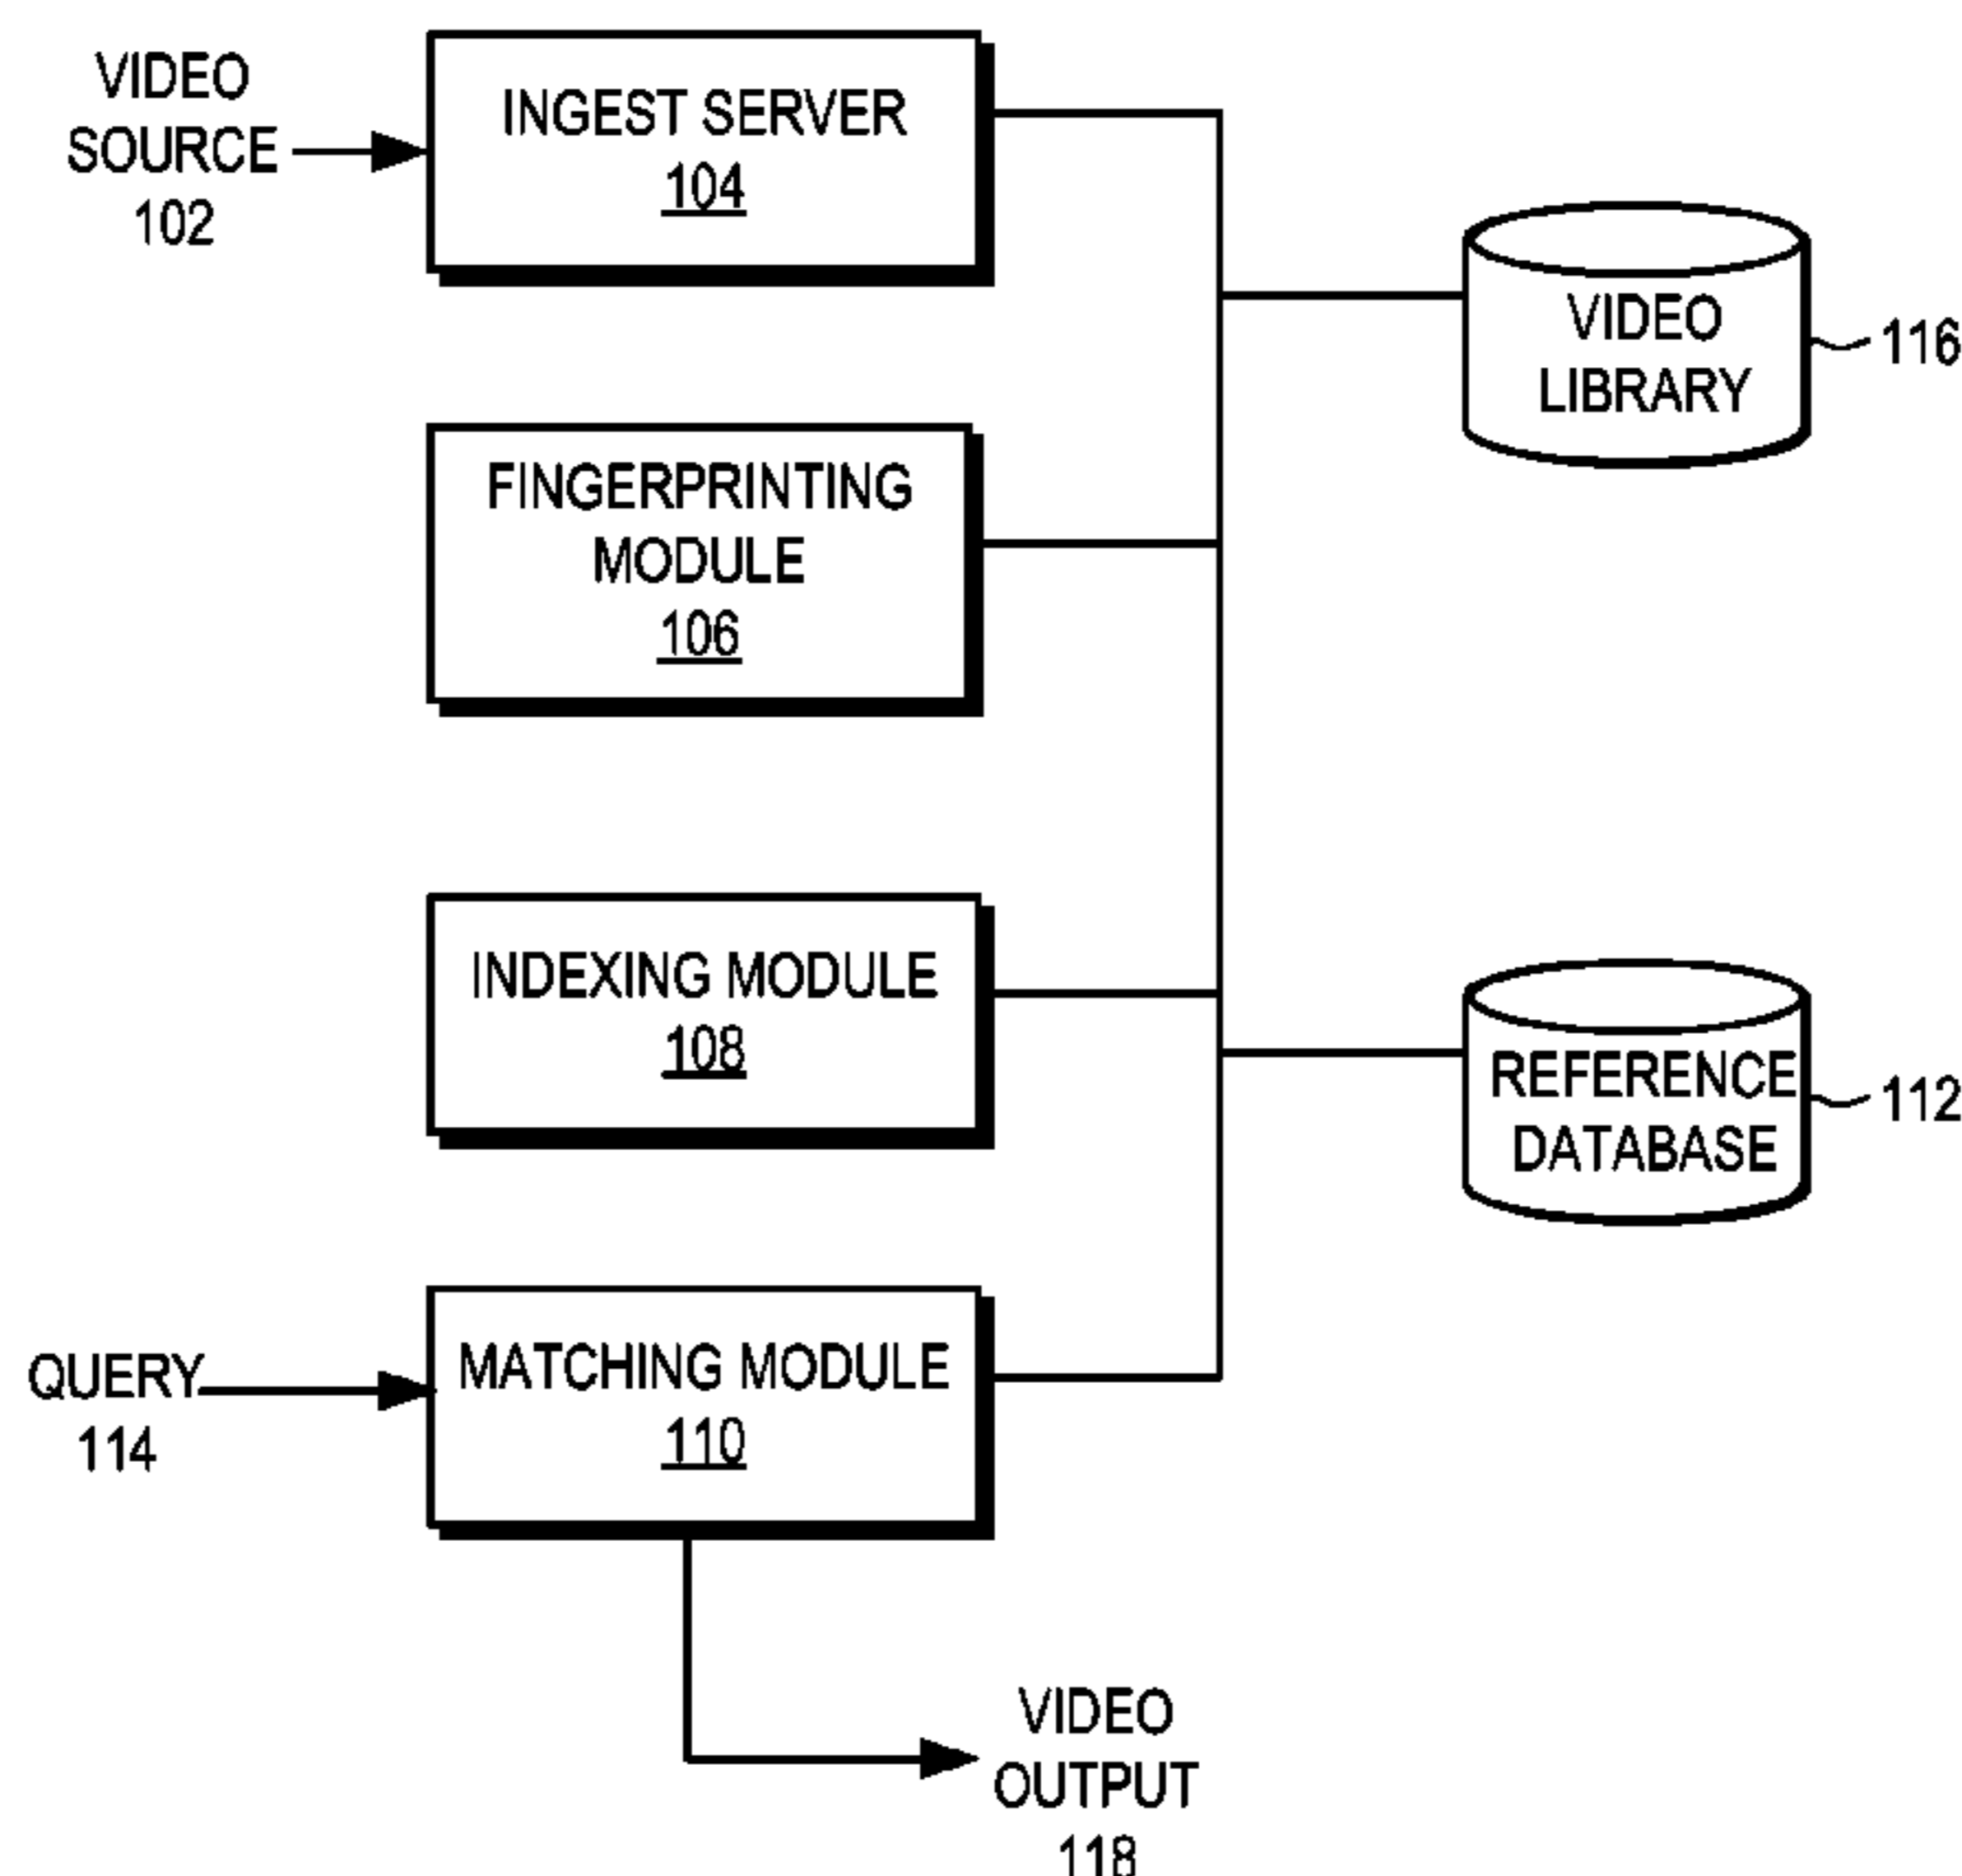 VIDEO
SOURCE
102
INGEST SERVER
104
VIDEO
LIBRARY
116
FINGERPRINTING
MODULE
106
INDEXING MODULE
108
REFERENCE
DATABASE
112
QUERY
114
MATCHING MODULE
110
VIDEO
OUTPUT
118